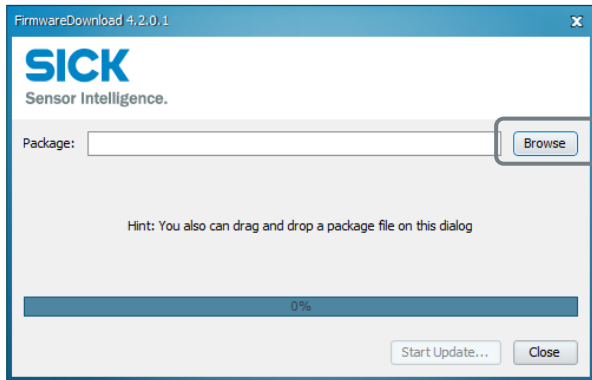 FirmwareDownload 4.2.0.1
x
SICK
Sensor Intelligence.
Package: Browse
Hint: You also can drag and drop a package file on this dialog
0%
Start Update... Close